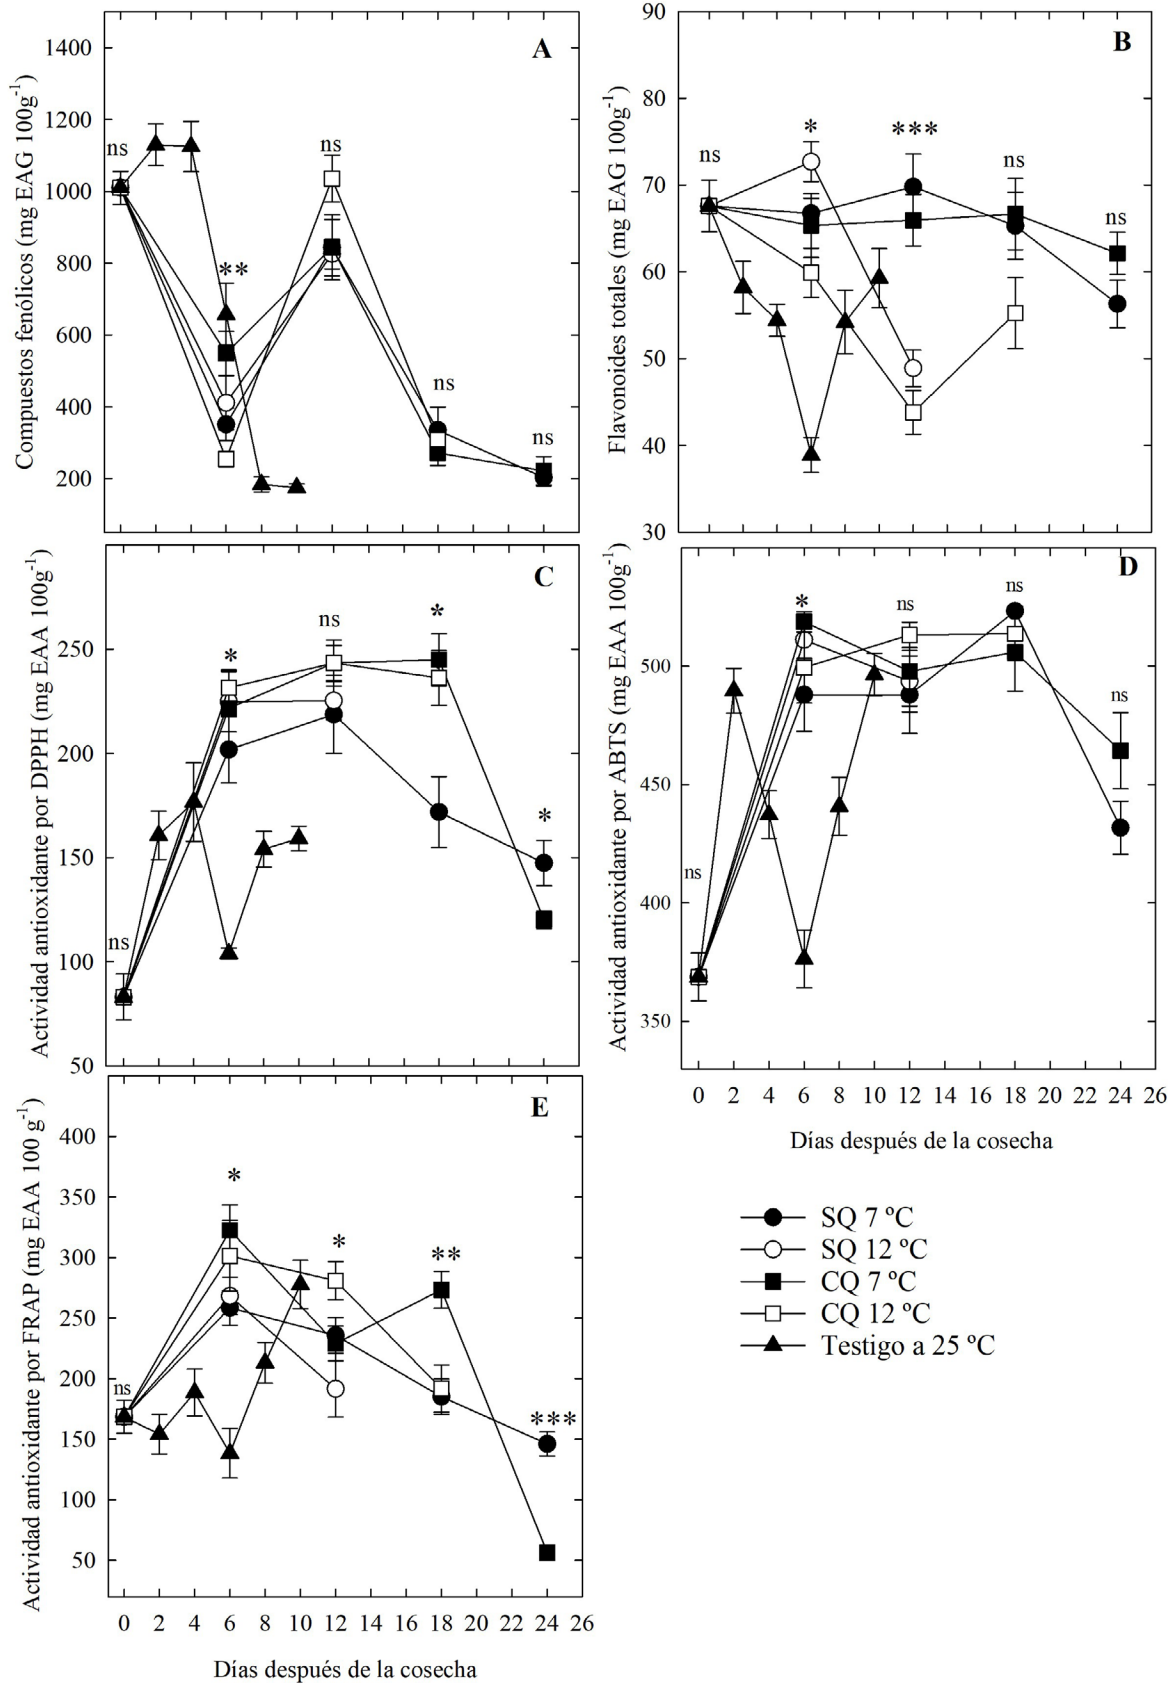 A
Compuestos fenólicos (mg EAG 100g-1)
1400
1200
1000
800
600
400
200
ns
**
ns
ns
ns
B
Flavonoides totales (mg EAG 100g-1)
90
80
70
60
50
40
30
ns
*
***
ns
ns
C
Actividad antioxidante por DPPH (mg EAA 100g-1)
250
200
150
100
50
ns
*
ns
*
*
D
Actividad antioxidante por ABTS (mg EAA 100g-1)
500
450
400
350
ns
*
ns
ns
ns
0 2 4 6 8 10 12 14 16 18 20 22 24 26
Días después de la cosecha
E
Actividad antioxidante por FRAP (mg EAA 100 g-1)
400
350
300
250
200
150
100
50
ns
*
*
**
***
0 2 4 6 8 10 12 14 16 18 20 22 24 26
Días después de la cosecha
SQ 7 ºC
SQ 12 ºC
CQ 7 ºC
CQ 12 ºC
Testigo a 25 ºC